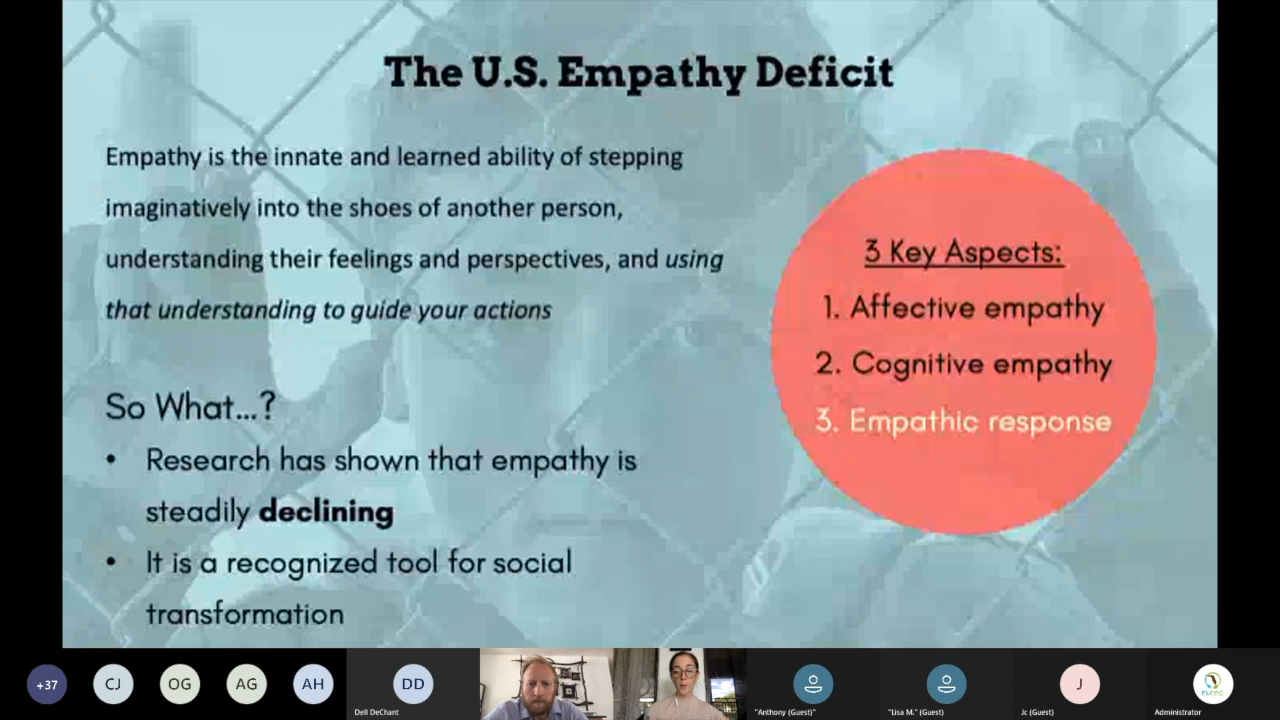 The U.S. Empathy Deficit
Empathy is the innate and learned ability of stepping
imaginatively into the shoes of another person,
understanding their feelings and perspectives, and using
that understanding to guide your actions
So What...?
• Research has shown that empathy is
steadily declining
• It is a recognized tool for social
transformation
3 Key Aspects:
1. Affective empathy
2. Cognitive empathy
3. Empathic response
+37
CJ
OG
AG
AH
DD
Dell DeChant
"Anthony (Guest)"
"Lisa M." (Guest)
J
Jc (Guest)
Administrator